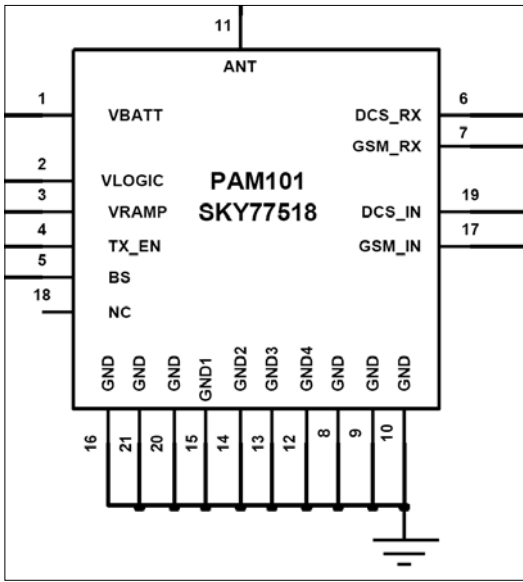 11
ANT
1
VBATT
DCS_RX
6
GSM_RX
7
2
VLOGIC
PAM101
3
VRAMP
SKY77518
DCS_IN
19
4
TX_EN
GSM_IN
17
5
BS
18
NC
GND
GND
GND
GND1
GND2
GND3
GND4
GND
GND
GND
16
21
20
15
14
13
12
8
9
10